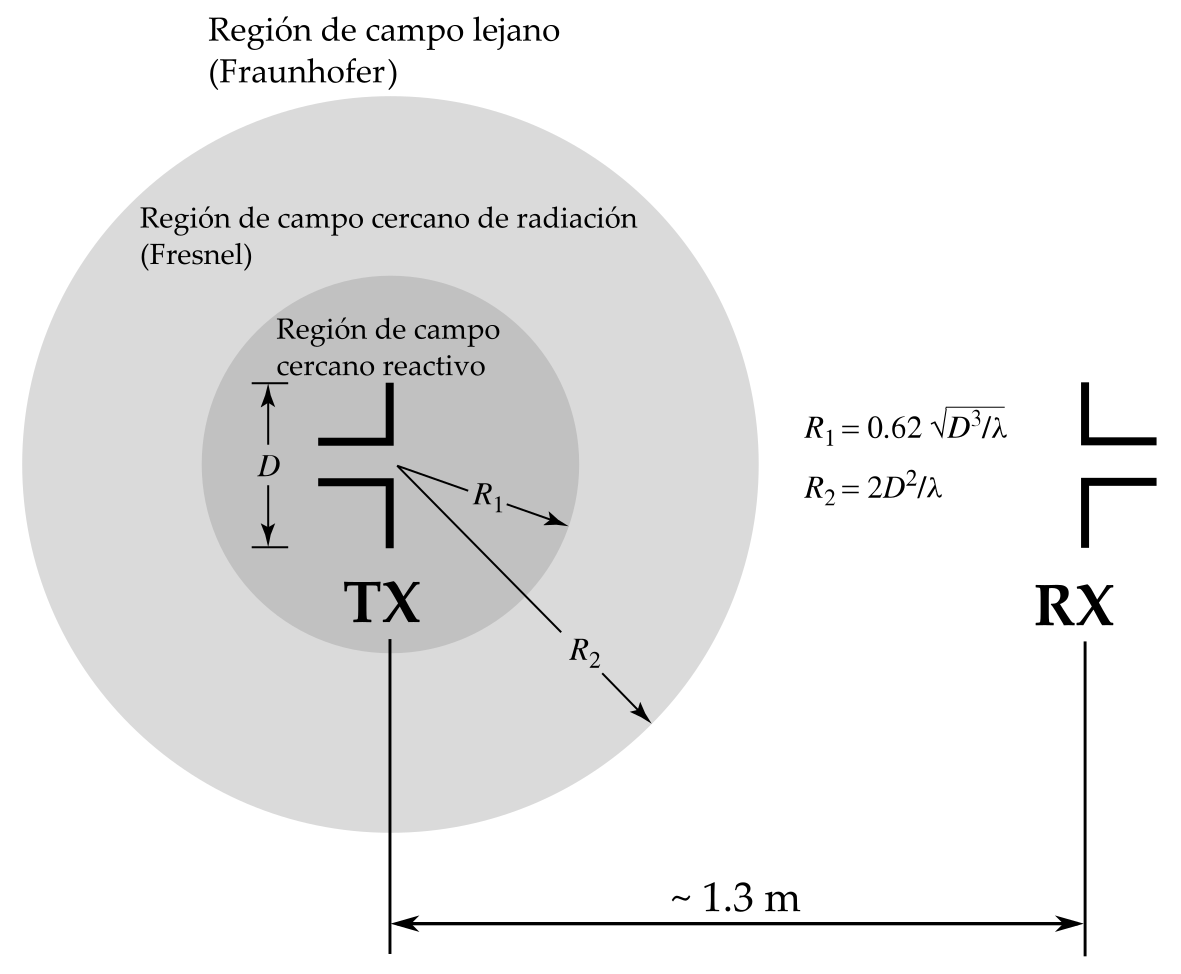 Región de campo lejano
(Fraunhofer)
Región de campo cercano de radiación
(Fresnel)
Región de campo
cercano reactivo
D
R₁
R₁ = 0.62 √D³/λ
R₂ = 2D²/λ
TX
RX
R₂
~ 1.3 m